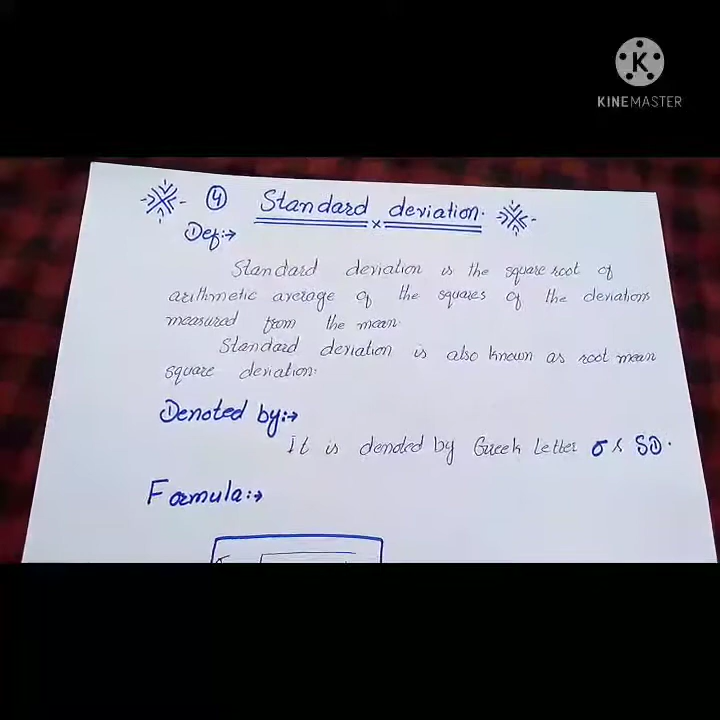 K
KINEMASTER
④ Standard deviation.
Def:→
Standard deviation is the square root of
arithmetic average of the squares of the deviations
measured from the mean.
Standard deviation is also known as root mean
square deviation.
Denoted by:→
It is denoted by Greek Letter σ
SD.
Formula:→